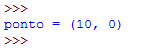 >>>
ponto = (10, 0)
>>>